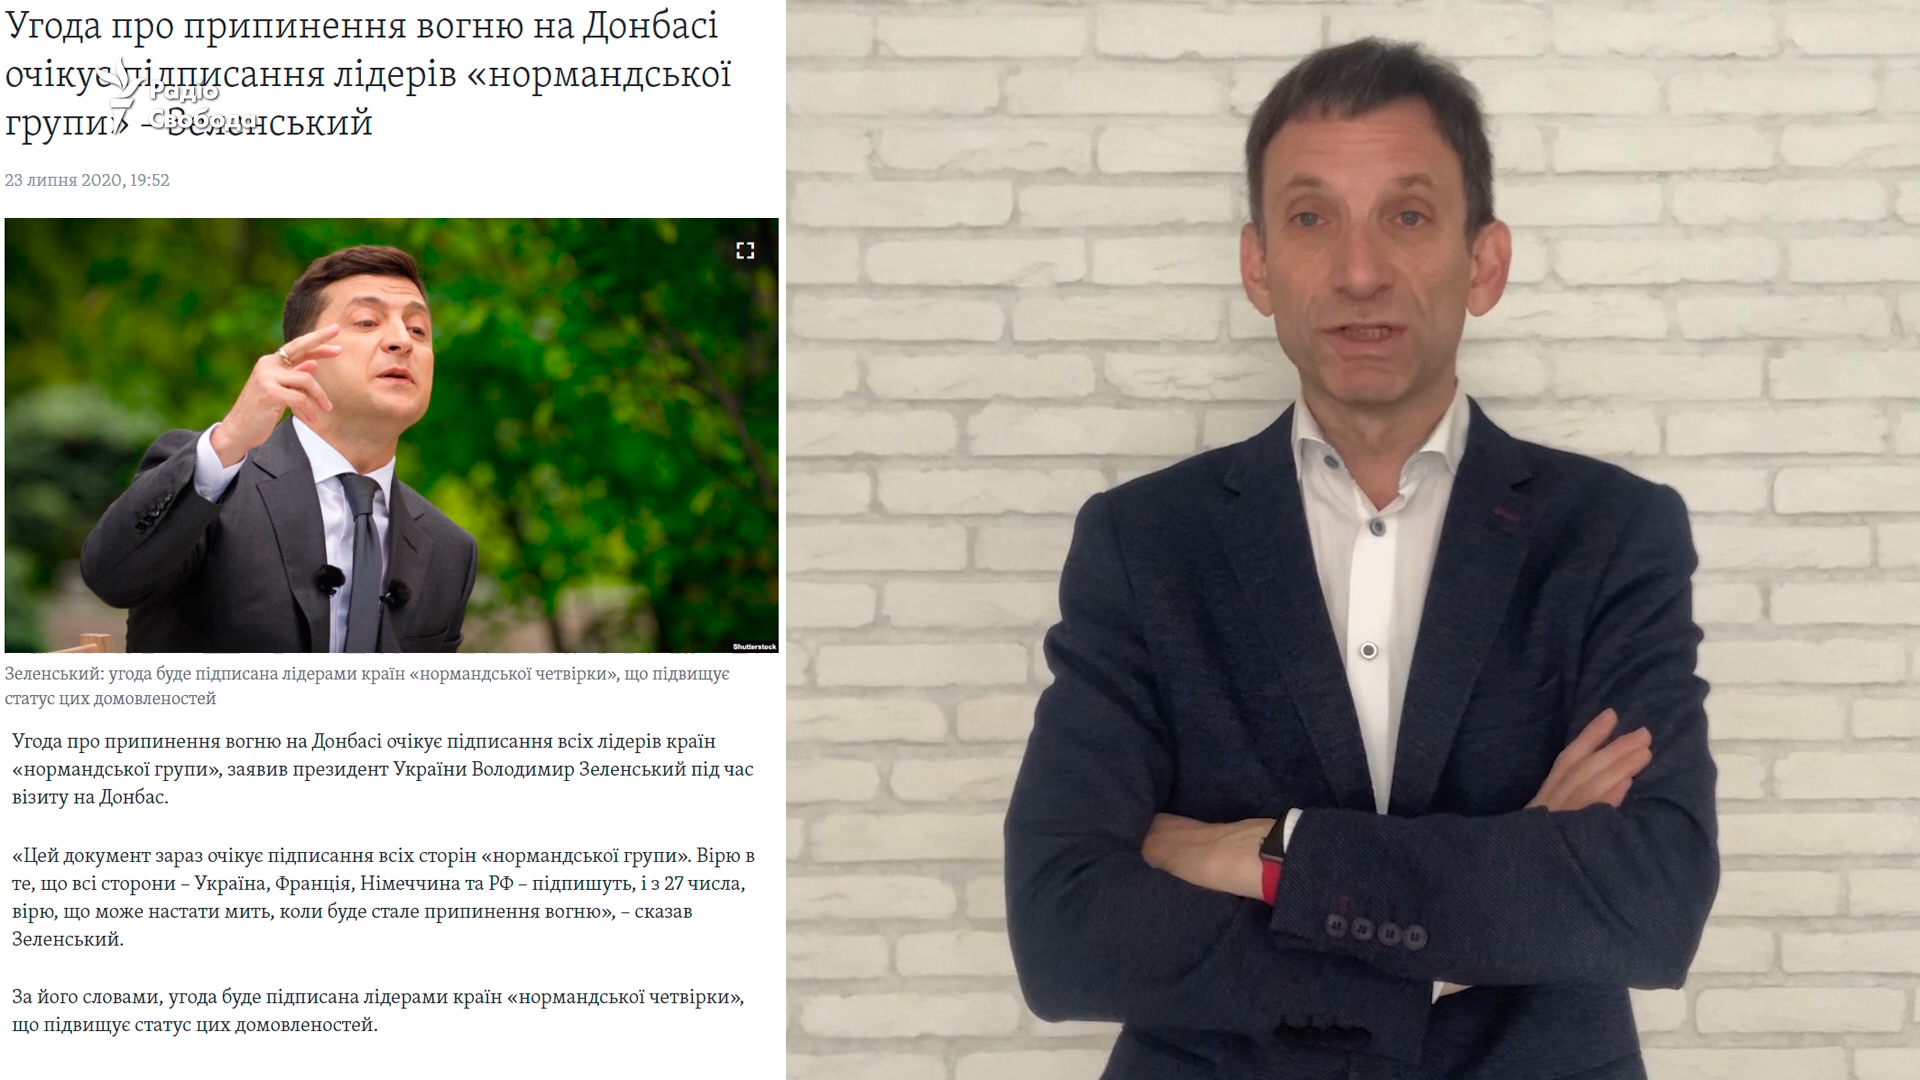 Угода про припинення вогню на Донбасі
очікує підписання лідерів «нормандської
групи» – Зеленський
Радіо
Свобода
23 липня 2020, 19:52
Shutterstock
Зеленський: угода буде підписана лідерами країн «нормандської четвірки», що підвищує
статус цих домовленостей
Угода про припинення вогню на Донбасі очікує підписання всіх лідерів країн
«нормандської групи», заявив президент України Володимир Зеленський під час
візиту на Донбас.
«Цей документ зараз очікує підписання всіх сторін «нормандської групи». Вірю в
те, що всі сторони – Україна, Франція, Німеччина та РФ – підпишуть, і з 27 числа,
вірю, що може настати мить, коли буде стале припинення вогню», – сказав
Зеленський.
За його словами, угода буде підписана лідерами країн «нормандської четвірки»,
що підвищує статус цих домовленостей.